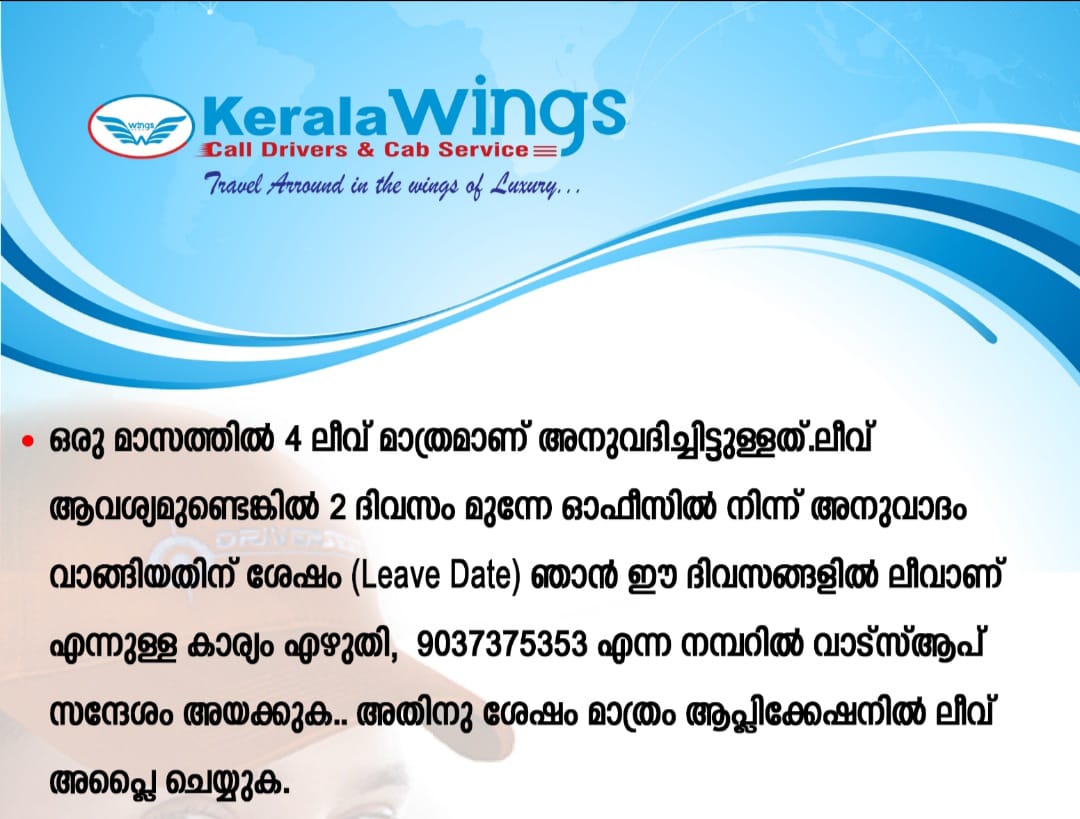 wings
W
KeralaWings
Call Drivers & Cab Service
Travel Arround in the wings of Luxury...
• ഒരു മാസത്തിൽ 4 ലീവ് മാത്രമാണ് അനുവദിച്ചിട്ടുള്ളത്.ലീവ്
ആവശ്യമുണ്ടെങ്കിൽ 2 ദിവസം മുന്നേ ഓഫീസിൽ നിന്ന് അനുവാദം
വാങ്ങിയതിന് ശേഷം (Leave Date) ഞാൻ ഈ ദിവസങ്ങളിൽ ലീവാണ്
എന്നുള്ള കാര്യം എഴുതി, 9037375353 എന്ന നമ്പറിൽ വാട്സ്ആപ്
സന്ദേശം അയക്കുക.. അതിനു ശേഷം മാത്രം ആപ്ലിക്കേഷനിൽ ലീവ്
അപ്പ്ലൈ ചെയ്യുക.